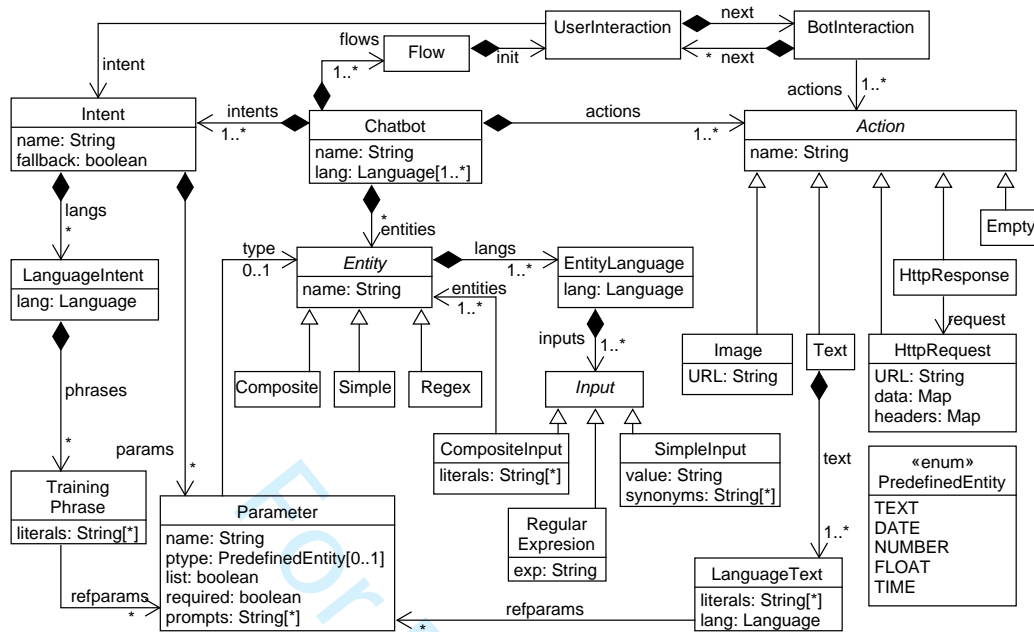 next
UserInteraction
BotInteraction
flows
Flow
init
* next
1..*
intent
actions
1..*
Intent
name: String
fallback: boolean
intents
1..*
Chatbot
name: String
lang: Language[1..*]
actions
1..*
Action
name: String
langs
*
*
entities
Empty
type
0..1
Entity
name: String
langs
1..*
EntityLanguage
lang: Language
LanguageIntent
lang: Language
HttpResponse
entities
1..*
request
inputs
1..*
Image
URL: String
Text
HttpRequest
URL: String
data: Map
headers: Map
Composite
Simple
Regex
Input
phrases
*
params
*
CompositeInput
literals: String[*]
SimpleInput
value: String
synonyms: String[*]
text
1..*
«enum»
PredefinedEntity
TEXT
DATE
NUMBER
FLOAT
TIME
Training
Phrase
literals: String[*]
Parameter
name: String
ptype: PredefinedEntity[0..1]
list: boolean
required: boolean
prompts: String[*]
Regular
Expresion
exp: String
LanguageText
literals: String[*]
lang: Language
refparams
*
refparams
*
For